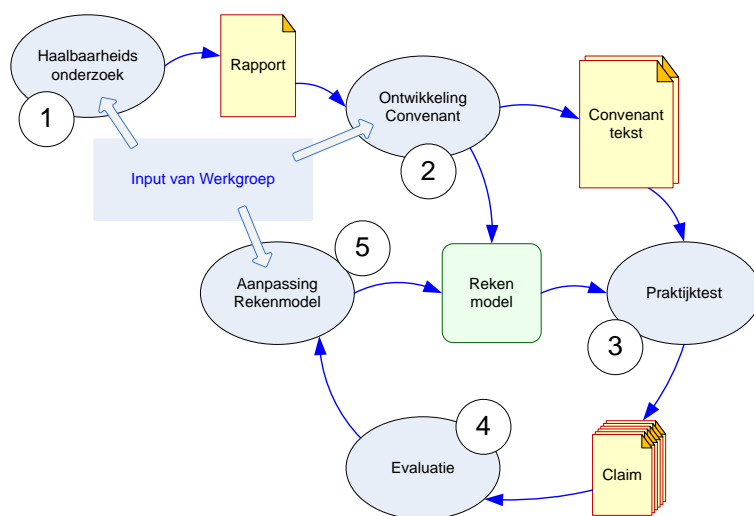 Haalbaarheids
onderzoek
1
Rapport
Ontwikkeling
Convenant
2
Convenant
tekst
Input van Werkgroep
5
Aanpassing
Rekenmodel
Reken
model
Praktijktest
3
4
Evaluatie
Claim